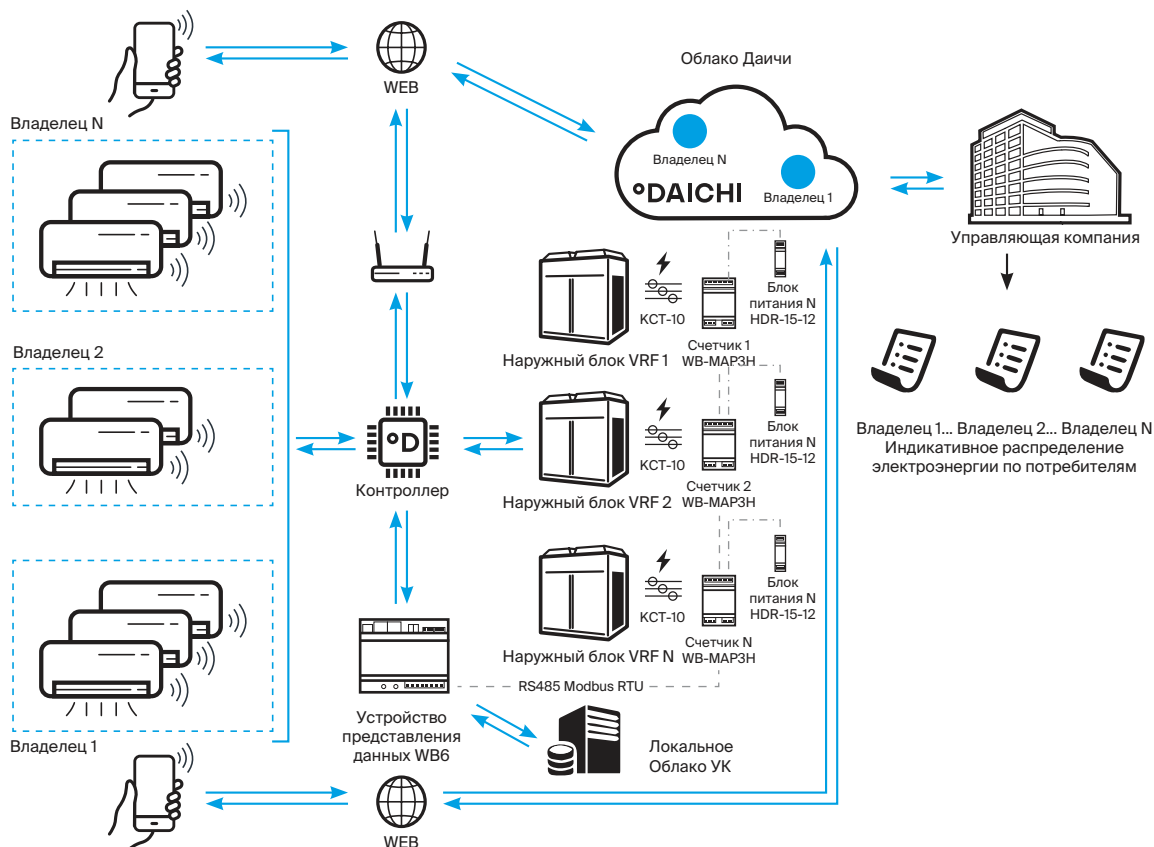 WEB
Облако Даичи
Владелец N
Владелец N
°DAICHI
Владелец 1
Управляющая компания
KCT-10
Блок
питания N
HDR-15-12
Наружный блок VRF 1
Счетчик 1
WB-MAP3H
Владелец 2
°D
Контроллер
KCT-10
Блок
питания N
HDR-15-12
Наружный блок VRF 2
Счетчик 2
WB-MAP3H
Владелец 1... Владелец 2... Владелец N
Индикативное распределение
электроэнергии по потребителям
KCT-10
Блок
питания N
HDR-15-12
Наружный блок VRF N
Счетчик N
WB-MAP3H
RS485 Modbus RTU
Устройство
представления
данных WB6
Локальное
Облако УК
Владелец 1
WEB